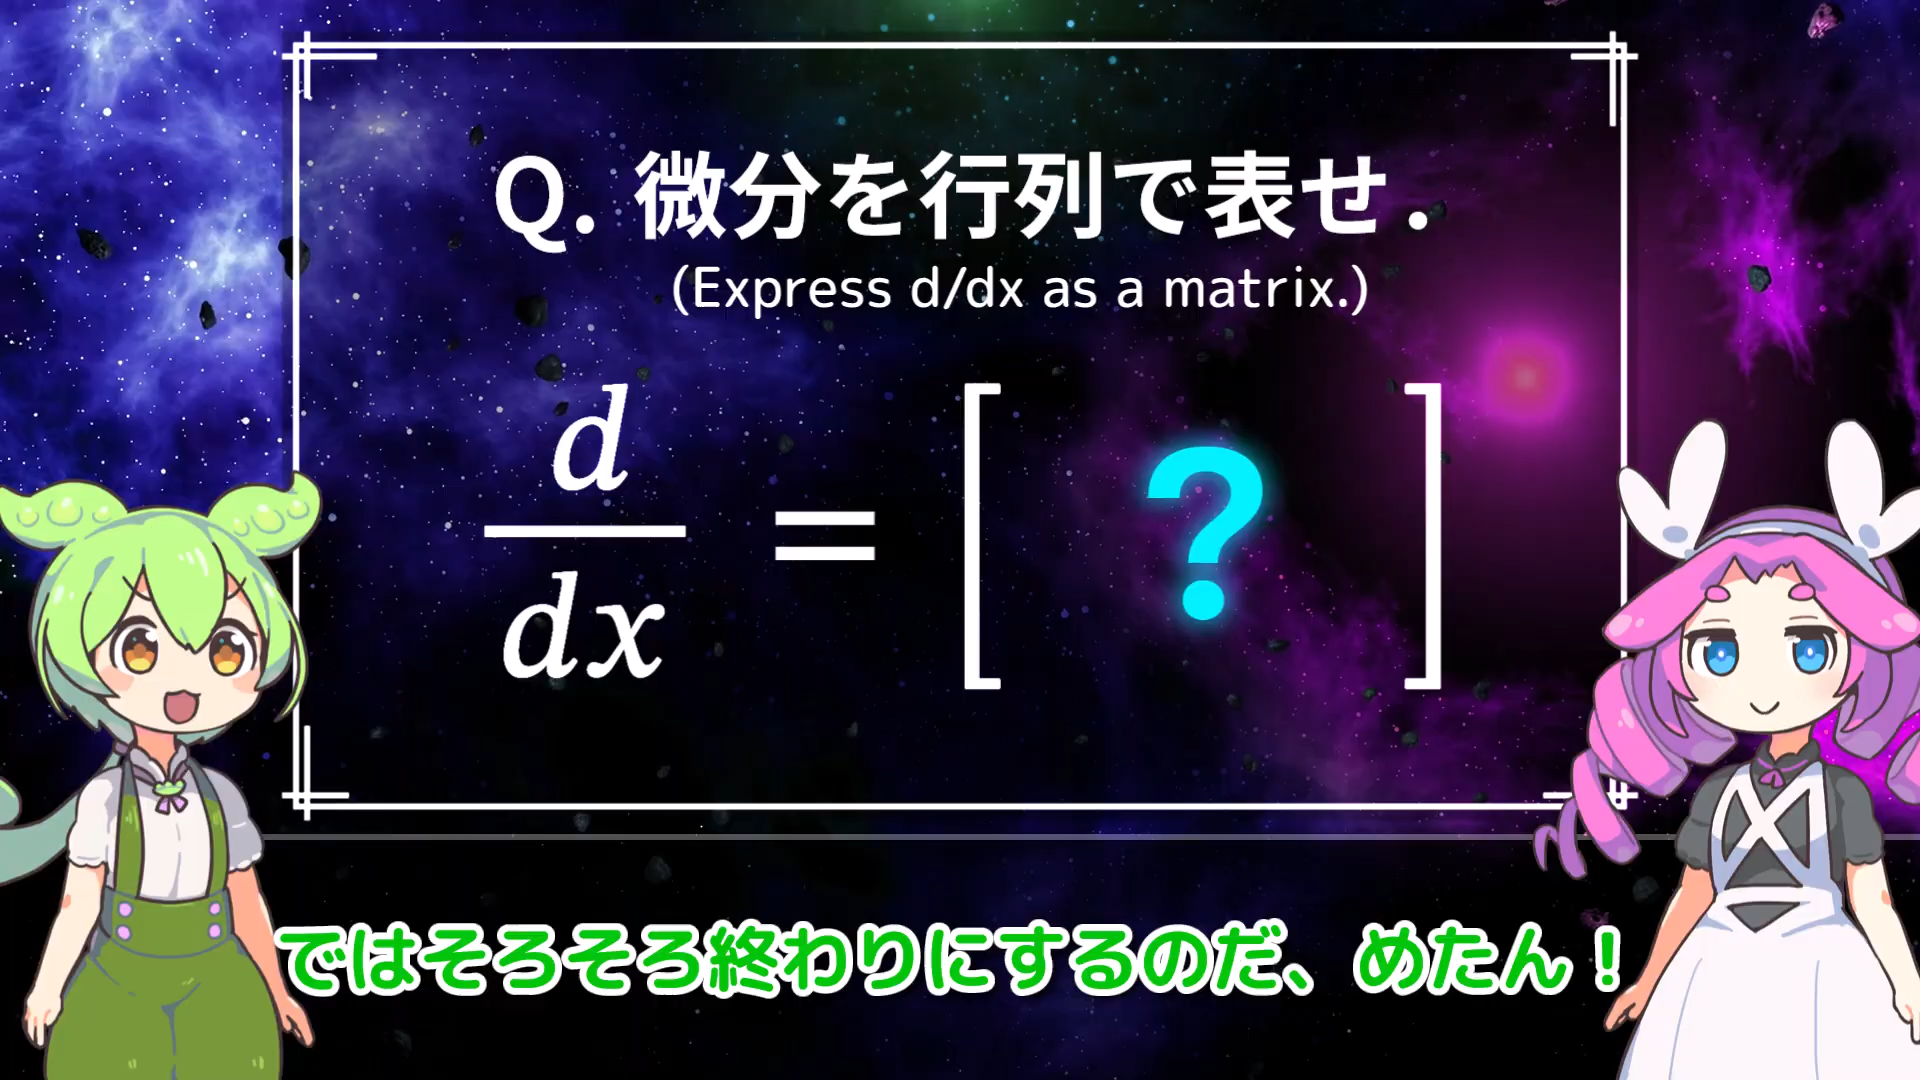 Q. 微分を行列で表せ.
(Express d/dx as a matrix.)
d/dx = [ ? ]
ではそろそろ終わりにするのだ、めたん！